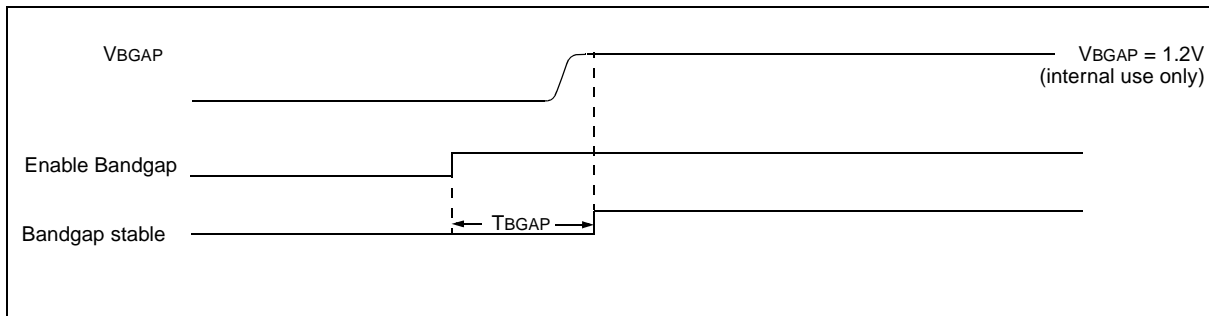 VBGAP
VBGAP = 1.2V
(internal use only)
Enable Bandgap
TBGAP
Bandgap stable